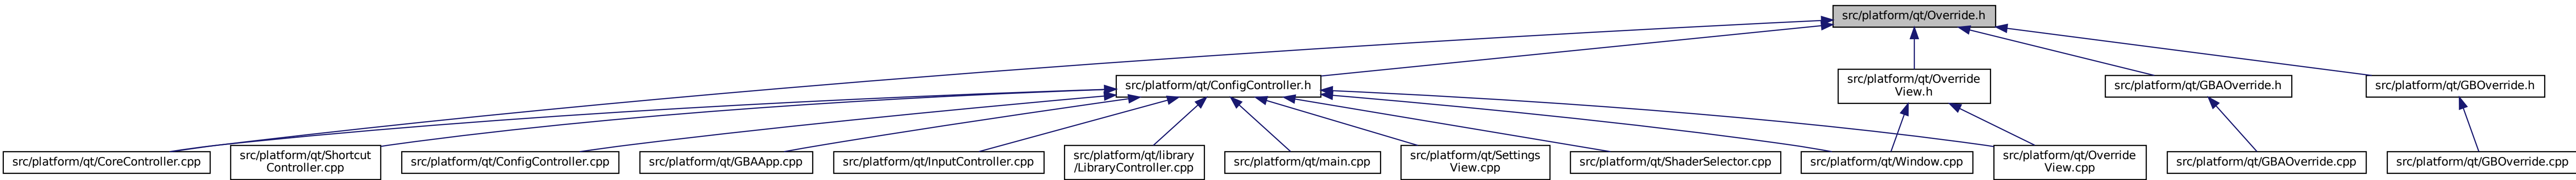 src/platform/qt/Override.h
src/platform/qt/ConfigController.h
src/platform/qt/Override
View.h
src/platform/qt/GBAOverride.h
src/platform/qt/GBOverride.h
src/platform/qt/CoreController.cpp
src/platform/qt/Shortcut
Controller.cpp
src/platform/qt/ConfigController.cpp
src/platform/qt/GBAApp.cpp
src/platform/qt/InputController.cpp
src/platform/qt/library
/LibraryController.cpp
src/platform/qt/main.cpp
src/platform/qt/Settings
View.cpp
src/platform/qt/ShaderSelector.cpp
src/platform/qt/Window.cpp
src/platform/qt/Override
View.cpp
src/platform/qt/GBAOverride.cpp
src/platform/qt/GBOverride.cpp